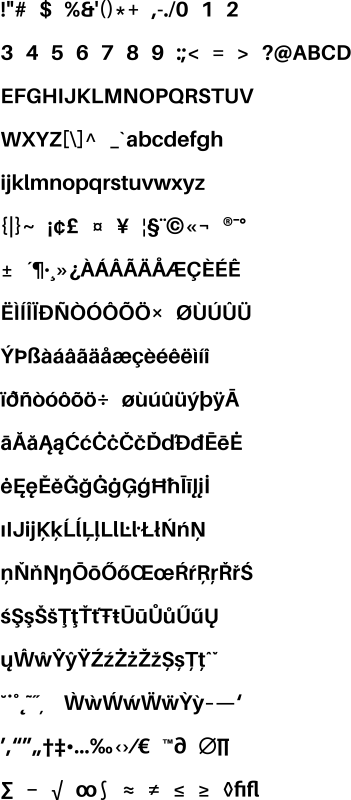 !"# $ %&'()*+ ,-./0 1 2
3 4 5 6 7 8 9 :;< = > ?@ABCD
EFGHIJKLMNOPQRSTUV
WXYZ[\]^ _`abcdefgh
ijklmnopqrstuvwxyz
{|}~ ¡¢£ ¤ ¥ ¦§¨©«¬ ®¯°
± ´¶·¸»¿ÀÁÂÃÄÅÆÇÈÉÊ
ËÌÍÎÏÐÑÒÓÔÕÖ× ØÙÚÛÜ
ÝÞßàáâãäåæçèéêëìíî
ïðñòóôõö÷ øùúûüýþÿĀ
āĂăĄąĆćĊċČčĎďĐđĒēĖ
ėĘęĚěĞğĠġĢģĦħĪīĮįİ
ıĲĳĶķĹĺĻļĽľĿŀŁłŃńŅ
ņŇňŊŋŌōŐőŒœŔŕŖŗŘřŚ
śŞşŠšŢţŤťŦŧŪūŮůŰűŲ
ųŴŵŶŷŸŹźŻżŽžȘșȚțˆˇ
˘˙˚˛˜˝̦ ẀẁẂẃẄẅỲỳ–—‘
’‚“”„†‡•…‰‹›⁄€ ™∂ ∅∏
∑ − √ ∞∫ ≈ ≠ ≤ ≥ ◊ﬁﬂ